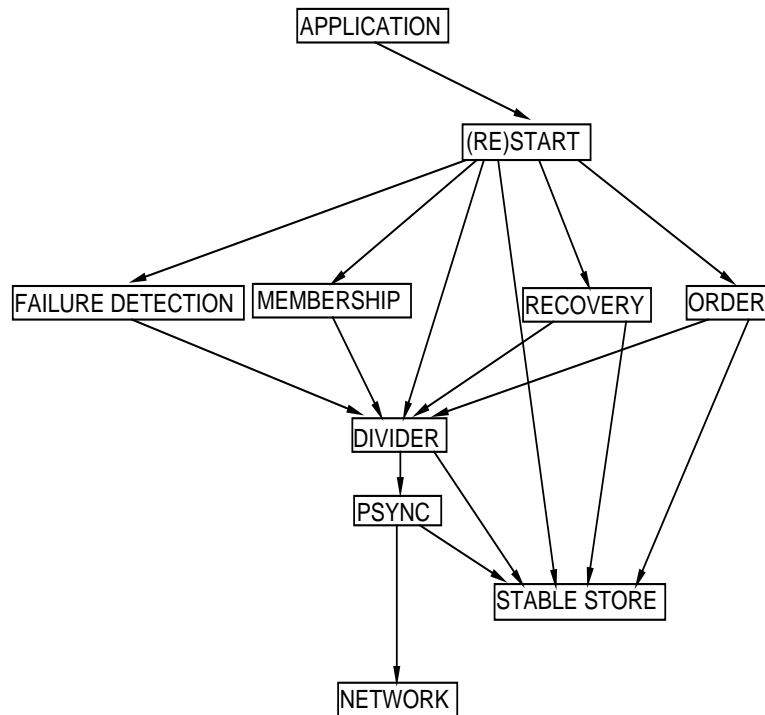 APPLICATION
(RE)START
FAILURE DETECTION
MEMBERSHIP
RECOVERY
ORDER
DIVIDER
PSYNC
STABLE STORE
NETWORK